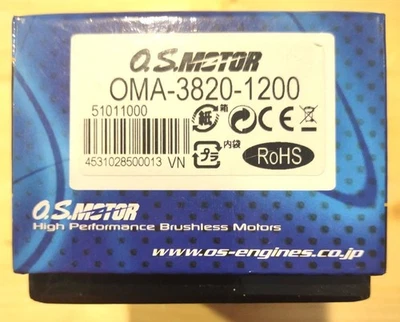 O.S.MOTOR
OMA-3820-1200
51011000
4531028500013 VN
紙 箱
プラ 内袋
CE
RoHS
O.S.MOTOR
High Performance Brushless Motors
www.os-engines.co.jp